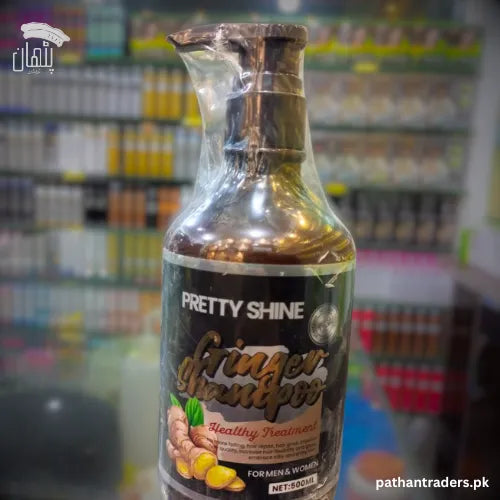 پٹھان
PRETTY SHINE
Ginger
Shampoo
Healthy Treatment
FOR MEN & WOMEN
NET:500ML
pathantraders.pk